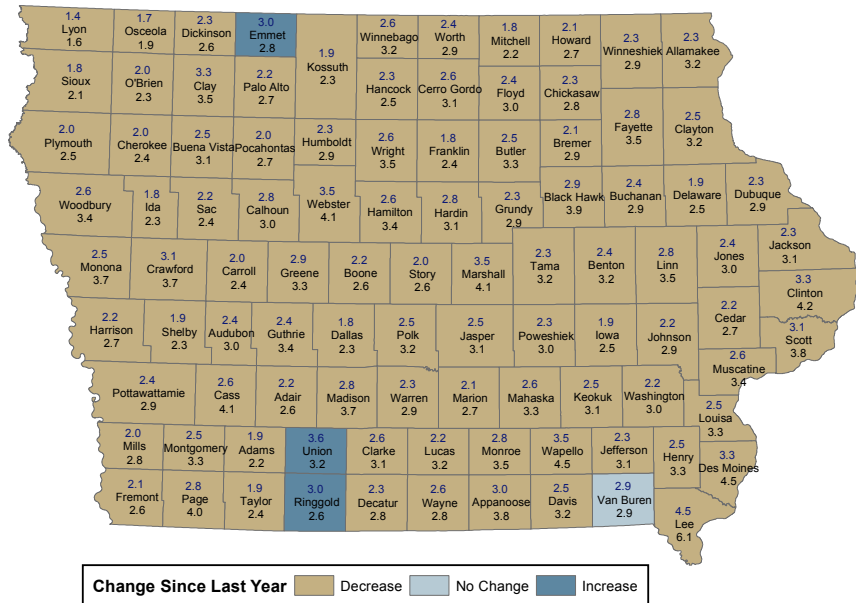 1.4
Lyon
1.6
1.7
Osceola
1.9
2.3
Dickinson
2.6
3.0
Emmet
2.8
1.9
Kossuth
2.3
2.6
Winnebago
3.2
2.4
Worth
2.9
1.8
Mitchell
2.2
2.1
Howard
2.7
2.3
Winneshiek
2.9
2.3
Allamakee
3.2
1.8
Sioux
2.1
2.0
O'Brien
2.3
3.3
Clay
3.5
2.2
Palo Alto
2.7
2.3
Hancock
2.5
2.6
Cerro Gordo
3.1
2.4
Floyd
3.0
2.3
Chickasaw
2.8
2.8
Fayette
3.5
2.5
Clayton
3.2
2.0
Plymouth
2.5
2.0
Cherokee
2.4
2.5
Buena Vista
3.1
2.0
Pocahontas
2.7
2.3
Humboldt
2.9
2.6
Wright
3.5
1.8
Franklin
2.4
2.5
Butler
3.3
2.1
Bremer
2.9
2.6
Woodbury
3.4
1.8
Ida
2.3
2.2
Sac
2.4
2.8
Calhoun
3.0
3.5
Webster
4.1
2.6
Hamilton
3.4
2.8
Hardin
3.1
2.3
Grundy
2.9
2.9
Black Hawk
3.9
2.4
Buchanan
2.9
1.9
Delaware
2.5
2.3
Dubuque
2.9
2.5
Monona
3.7
3.1
Crawford
3.7
2.0
Carroll
2.4
2.9
Greene
3.3
2.2
Boone
2.6
2.0
Story
2.6
3.5
Marshall
4.1
2.3
Tama
3.2
2.4
Benton
3.2
2.8
Linn
3.5
2.4
Jones
3.0
2.3
Jackson
3.1
3.3
Clinton
4.2
2.2
Cedar
2.7
3.1
Scott
3.8
2.2
Harrison
2.7
1.9
Shelby
2.3
2.4
Audubon
3.0
2.4
Guthrie
3.4
1.8
Dallas
2.3
2.5
Polk
3.2
2.5
Jasper
3.1
2.3
Poweshiek
3.0
1.9
Iowa
2.5
2.2
Johnson
2.9
2.6
Muscatine
3.4
2.4
Pottawattamie
2.9
2.6
Cass
4.1
2.2
Adair
2.6
2.8
Madison
3.7
2.3
Warren
2.9
2.1
Marion
2.7
2.6
Mahaska
3.3
2.5
Keokuk
3.1
2.2
Washington
3.0
2.5
Louisa
3.3
2.0
Mills
2.8
2.5
Montgomery
3.3
1.9
Adams
2.2
3.6
Union
3.2
2.6
Clarke
3.1
2.2
Lucas
3.2
2.8
Monroe
3.5
3.5
Wapello
4.5
2.3
Jefferson
3.1
2.5
Henry
3.3
3.3
Des Moines
4.5
2.1
Fremont
2.6
2.8
Page
4.0
1.9
Taylor
2.4
3.0
Ringgold
2.6
2.3
Decatur
2.8
2.6
Wayne
2.8
3.0
Appanoose
3.8
2.5
Davis
3.2
2.9
Van Buren
2.9
4.5
Lee
6.1
Change Since Last Year Decrease No Change Increase